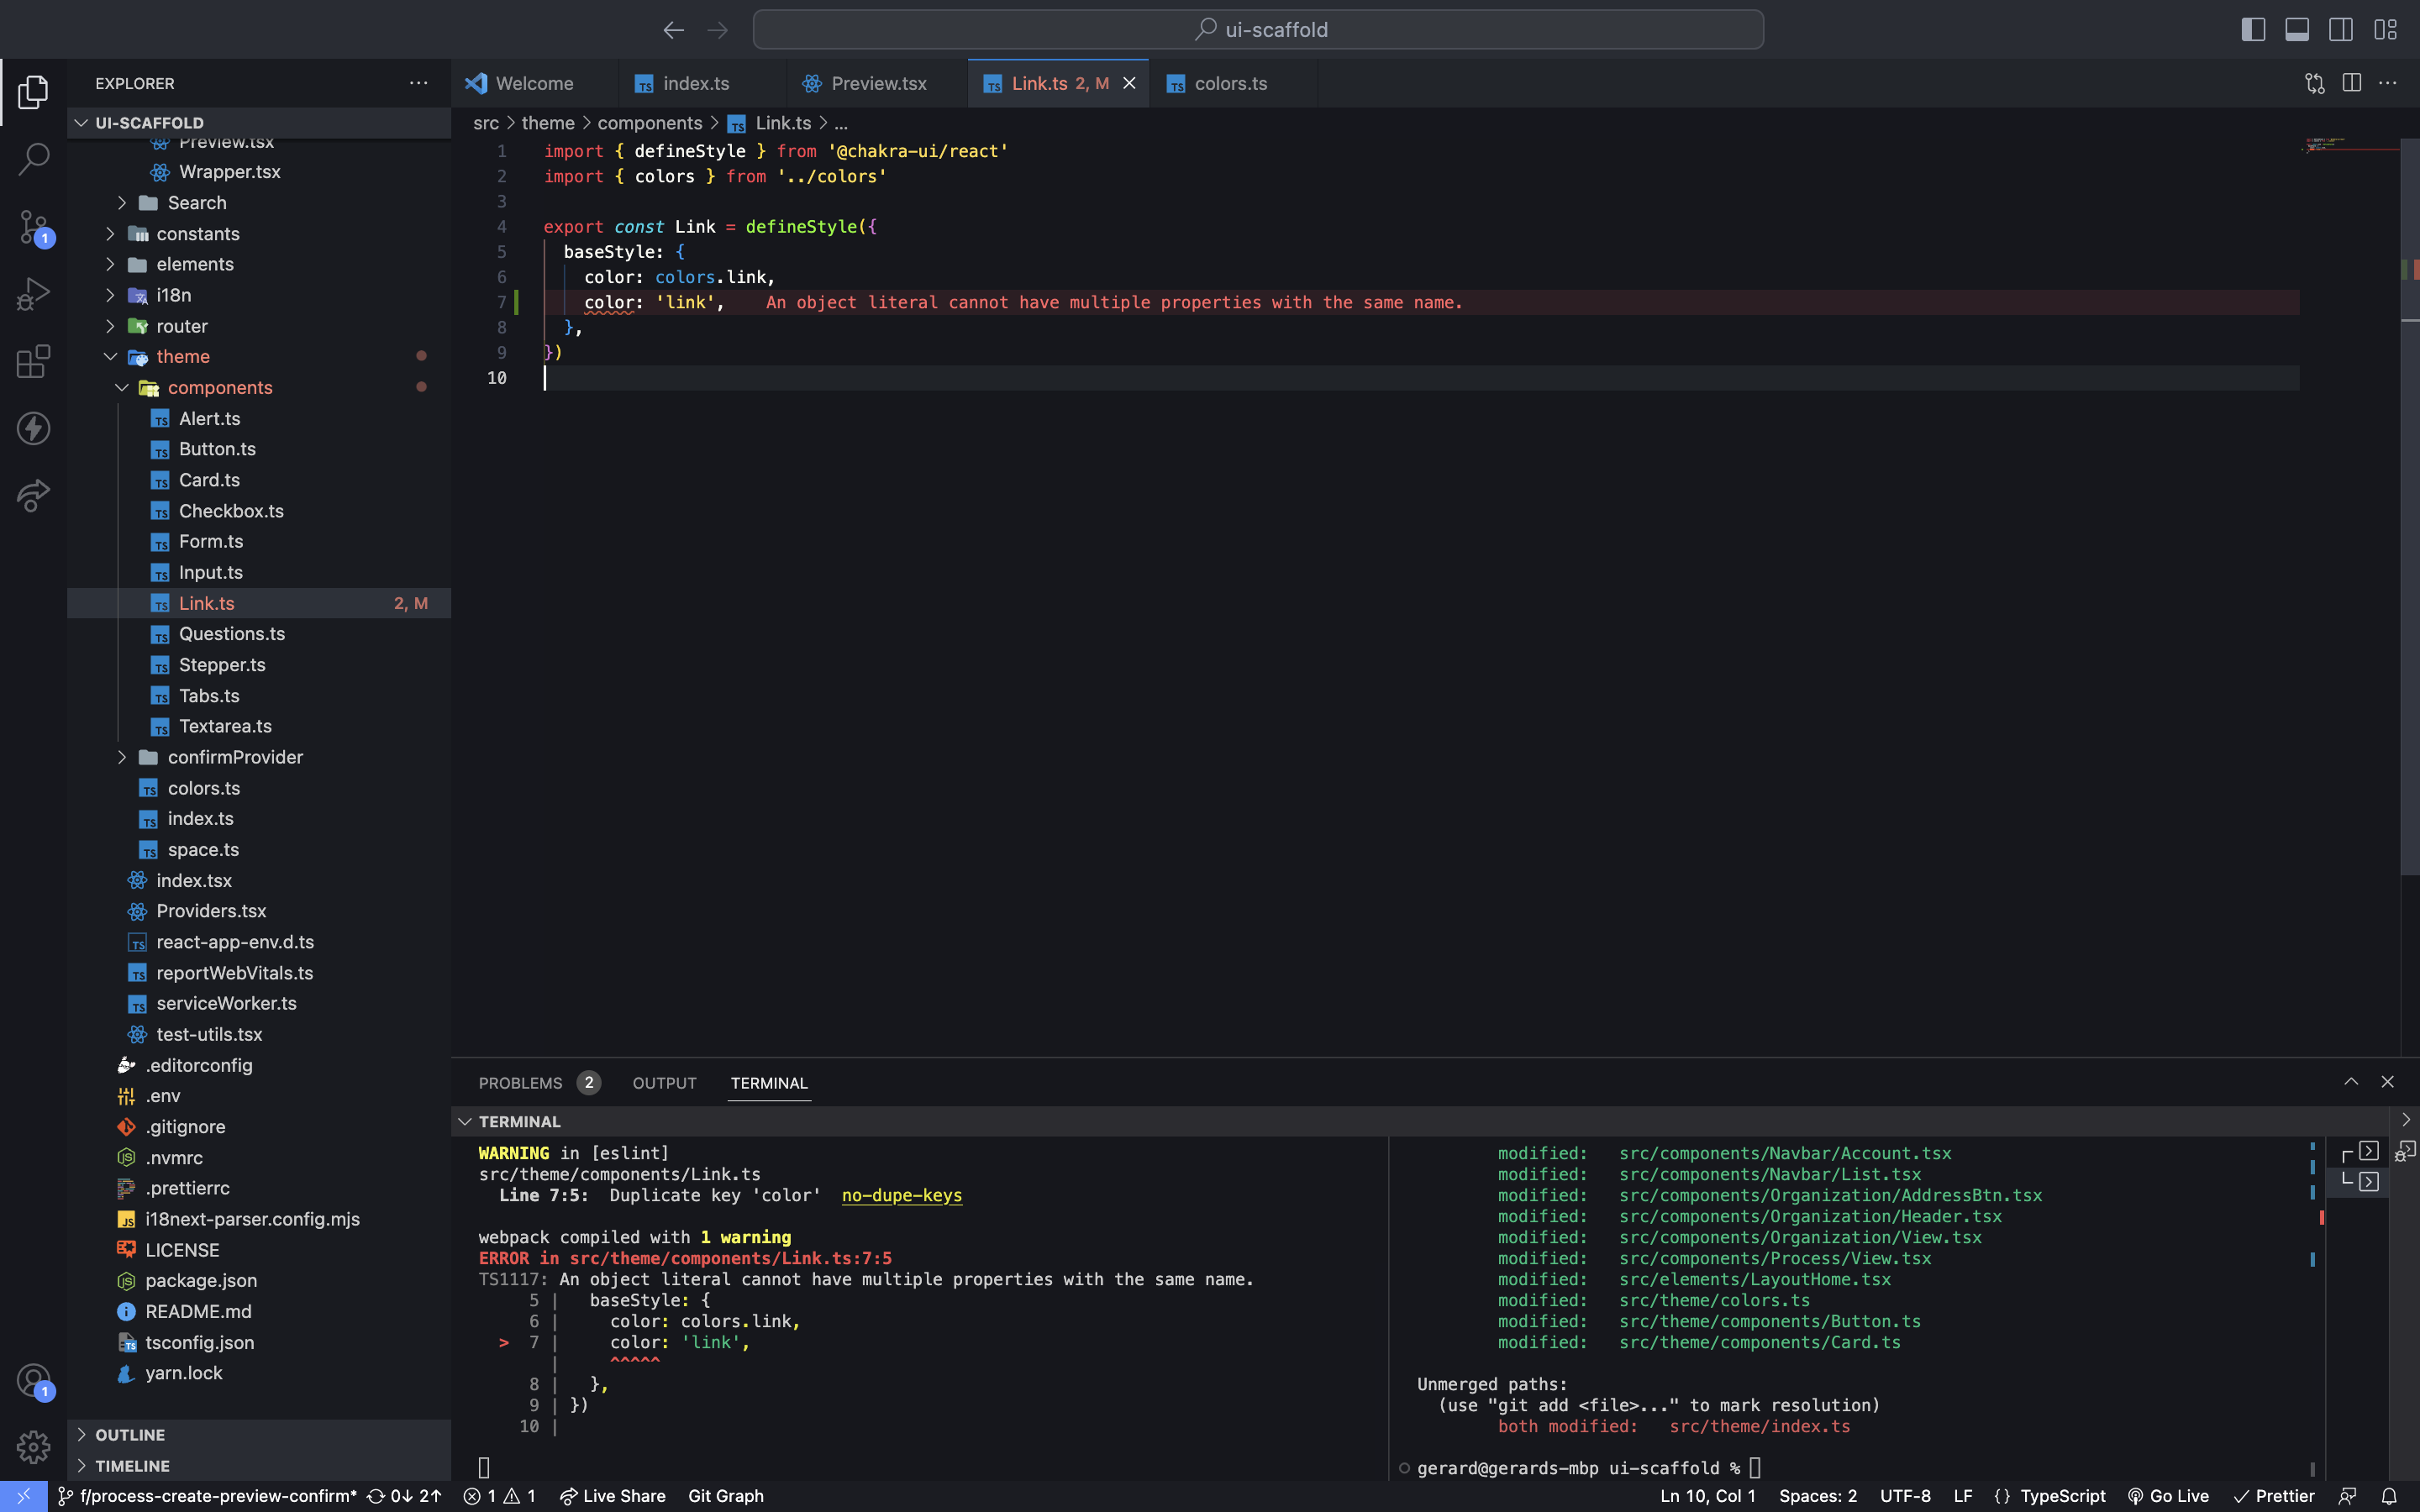 ui-scaffold
EXPLORER
UI-SCAFFOLD
Preview.tsx
Wrapper.tsx
Search
constants
elements
i18n
router
theme
components
Alert.ts
Button.ts
Card.ts
Checkbox.ts
Form.ts
Input.ts
Link.ts 2, M
Questions.ts
Stepper.ts
Tabs.ts
Textarea.ts
confirmProvider
colors.ts
index.ts
space.ts
index.tsx
Providers.tsx
react-app-env.d.ts
reportWebVitals.ts
serviceWorker.ts
test-utils.tsx
.editorconfig
.env
.gitignore
.nvmrc
.prettierrc
i18next-parser.config.mjs
LICENSE
package.json
README.md
tsconfig.json
yarn.lock
OUTLINE
TIMELINE
Welcome index.ts Preview.tsx Link.ts 2, M colors.ts
src > theme > components > Link.ts > ...
1 import { defineStyle } from '@chakra-ui/react'
2 import { colors } from '../colors'
3
4 export const Link = defineStyle({
5 baseStyle: {
6 color: colors.link,
7 color: 'link', An object literal cannot have multiple properties with the same name.
8 },
9 })
10
PROBLEMS 2 OUTPUT TERMINAL
TERMINAL
WARNING in [eslint]
src/theme/components/Link.ts
Line 7:5: Duplicate key 'color' no-dupe-keys
webpack compiled with 1 warning
ERROR in src/theme/components/Link.ts:7:5
TS1117: An object literal cannot have multiple properties with the same name.
5 | baseStyle: {
6 | color: colors.link,
> 7 | color: 'link',
| ^^^^^
8 | },
9 | })
10 |
modified: src/components/Navbar/Account.tsx
modified: src/components/Navbar/List.tsx
modified: src/components/Organization/AddressBtn.tsx
modified: src/components/Organization/Header.tsx
modified: src/components/Organization/View.tsx
modified: src/components/Process/View.tsx
modified: src/elements/LayoutHome.tsx
modified: src/theme/colors.ts
modified: src/theme/components/Button.ts
modified: src/theme/components/Card.ts
Unmerged paths:
(use "git add <file>..." to mark resolution)
both modified: src/theme/index.ts
gerard@gerards-mbp ui-scaffold %
1
1
f/process-create-preview-confirm* 0↓ 2↑ 1 1 Live Share Git Graph Ln 10, Col 1 Spaces: 2 UTF-8 LF {} TypeScript Go Live Prettier